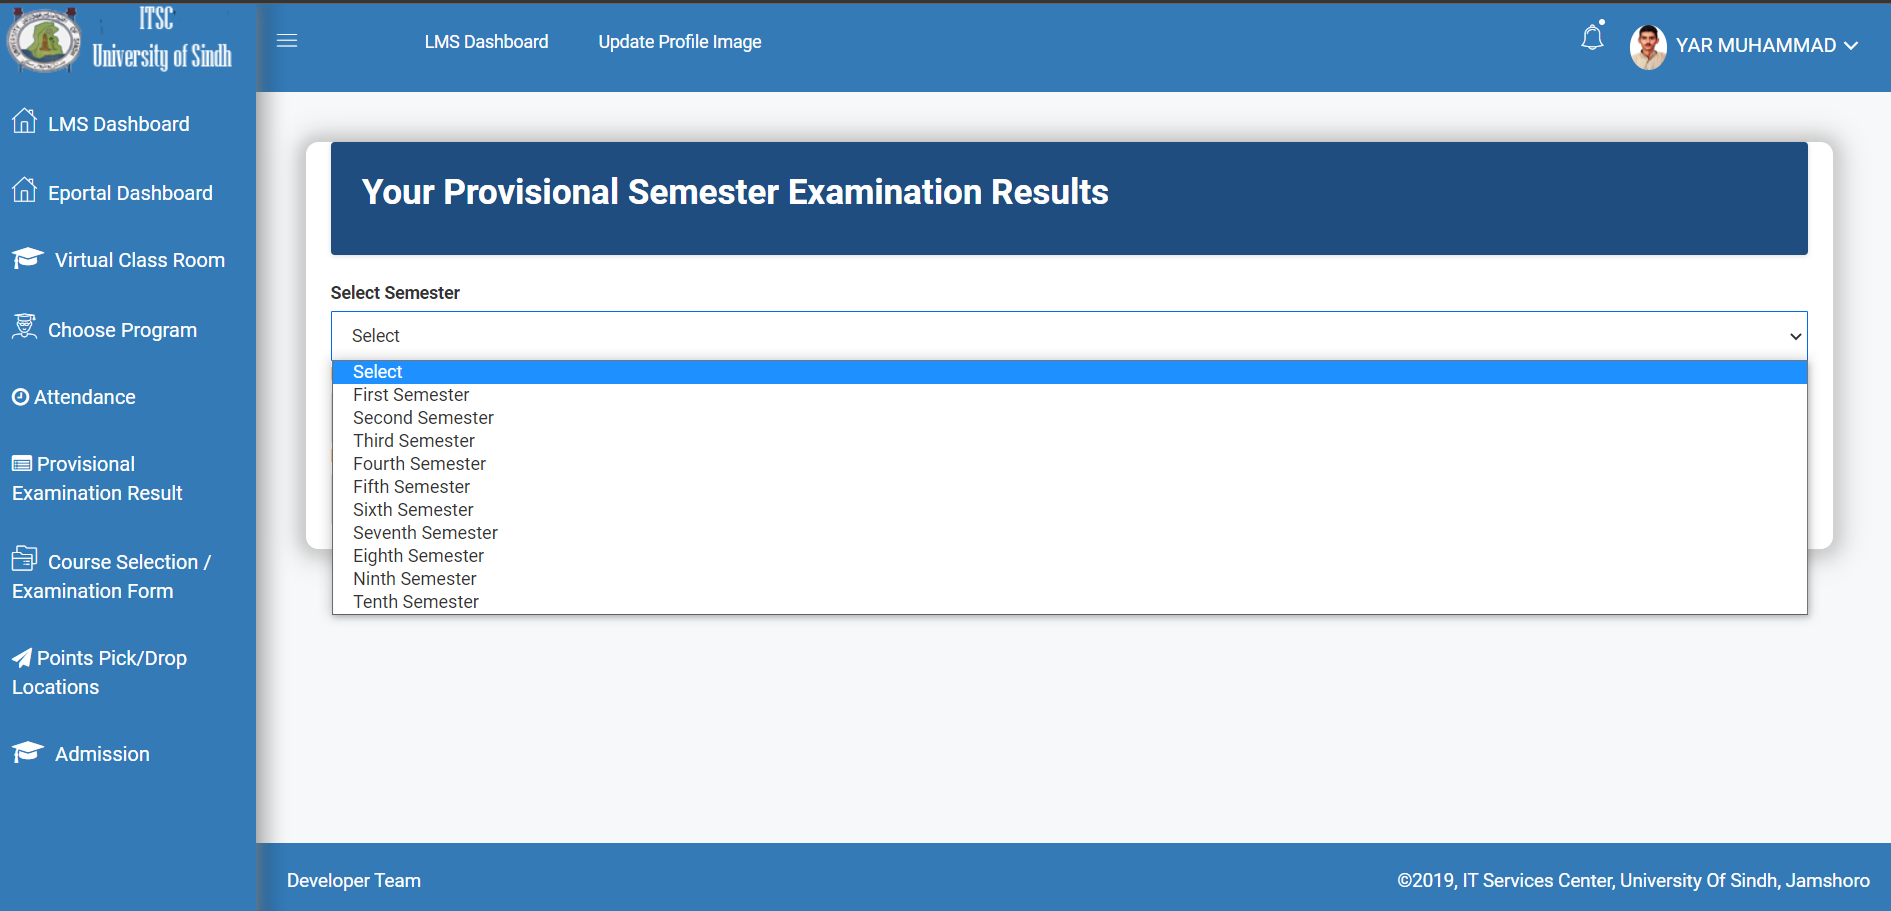 ITSC
University of Sindh
LMS Dashboard
Update Profile Image
YAR MUHAMMAD
LMS Dashboard
Eportal Dashboard
Virtual Class Room
Choose Program
Attendance
Provisional
Examination Result
Course Selection /
Examination Form
Points Pick/Drop
Locations
Admission
Your Provisional Semester Examination Results
Select Semester
Select
Select
First Semester
Second Semester
Third Semester
Fourth Semester
Fifth Semester
Sixth Semester
Seventh Semester
Eighth Semester
Ninth Semester
Tenth Semester
Developer Team
©2019, IT Services Center, University Of Sindh, Jamshoro